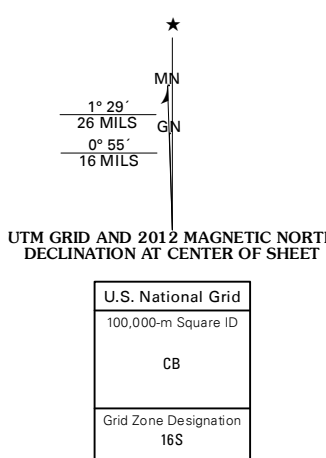 ★
MN
1° 29´
26 MILS
GN
0° 55´
16 MILS
UTM GRID AND 2012 MAGNETIC NORT
DECLINATION AT CENTER OF SHEET
U.S. National Grid
100,000-m Square ID
CB
Grid Zone Designation
16S